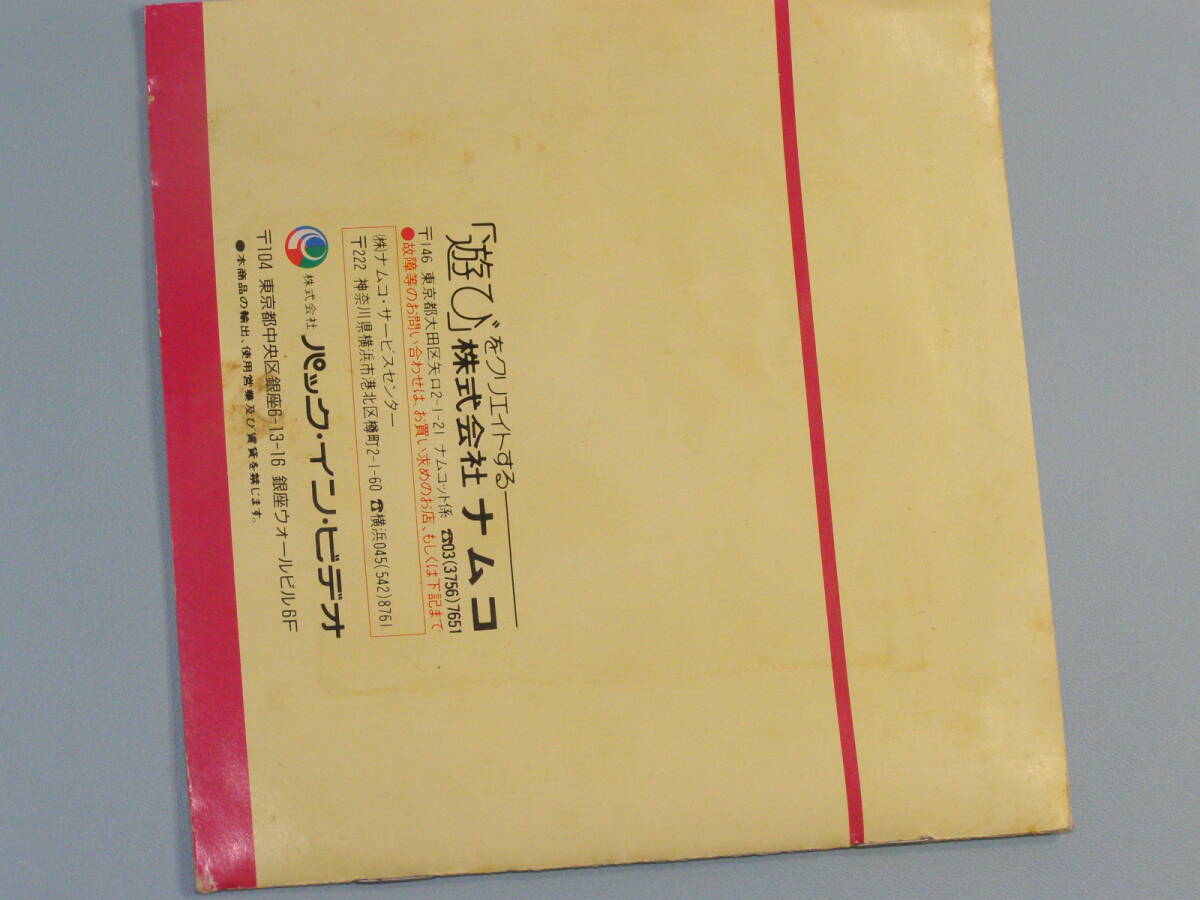 「遊び」をクリエイトする
株式会社 ナムコ
〒146 東京都大田区矢口2-1-21 ナムコット係 ☎03(3756)7651
●故障等のお問い合わせは、お買い求めのお店、もしくは下記まで
(株)ナムコ・サービスセンター
〒222 神奈川県横浜市港北区樽町2-1-60 ☎横浜045(542)8761
株式会社 パック・イン・ビデオ
〒104 東京都中央区銀座6-13-16 銀座ウォールビル6F
●本商品の輸出、使用営業及び賃貸を禁じます。